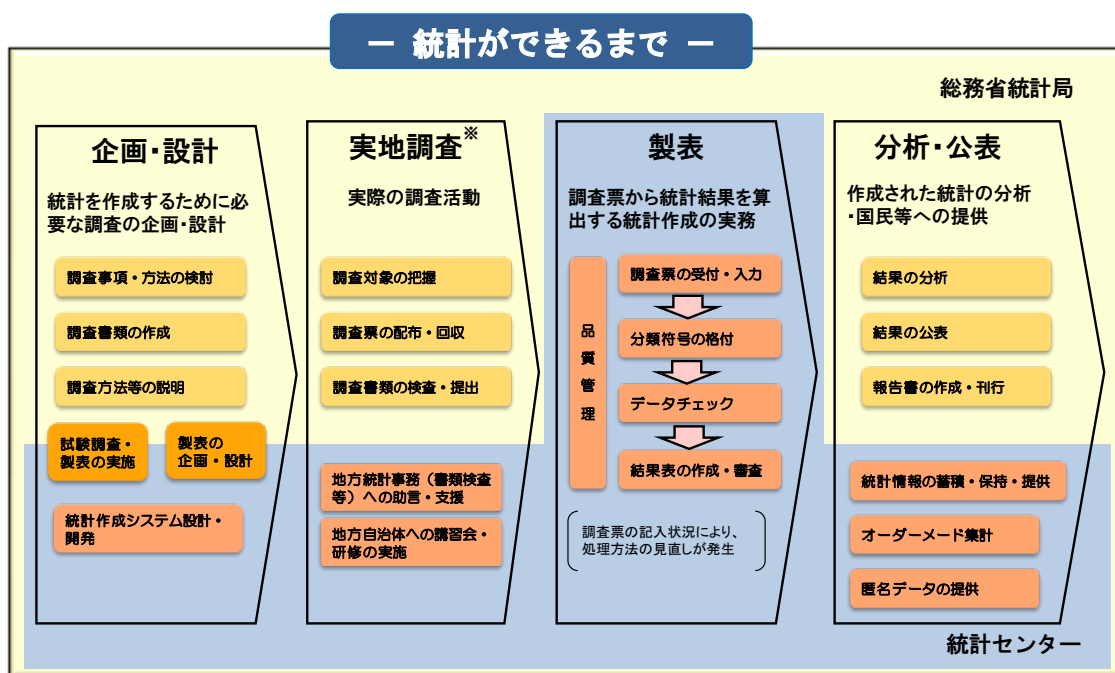 ― 統計ができるまで ―
総務省統計局
企画・設計
統計を作成するために必
要な調査の企画・設計
調査事項・方法の検討
調査書類の作成
調査方法等の説明
試験調査・
製表の実施
製表の
企画・設計
統計作成システム設計・
開発
実地調査※
実際の調査活動
調査対象の把握
調査票の配布・回収
調査書類の検査・提出
地方統計事務（書類検査
等）への助言・支援
地方自治体への講習会・
研修の実施
製表
調査票から統計結果を算
出する統計作成の実務
品質管理
調査票の受付・入力
分類符号の格付
データチェック
結果表の作成・審査
調査票の記入状況により、
処理方法の見直しが発生
分析・公表
作成された統計の分析
・国民等への提供
結果の分析
結果の公表
報告書の作成・刊行
統計情報の蓄積・保持・提供
オーダーメード集計
匿名データの提供
統計センター